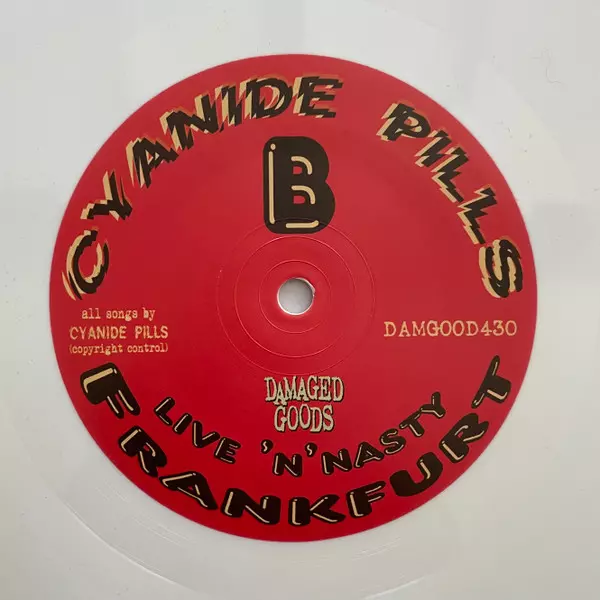 CYANIDE PILLS
B
all songs by
CYANIDE PILLS
(copyright control)
DAMGOOD430
DAMAGED
GOODS
LIVE 'N' NASTY
FRANKFURT